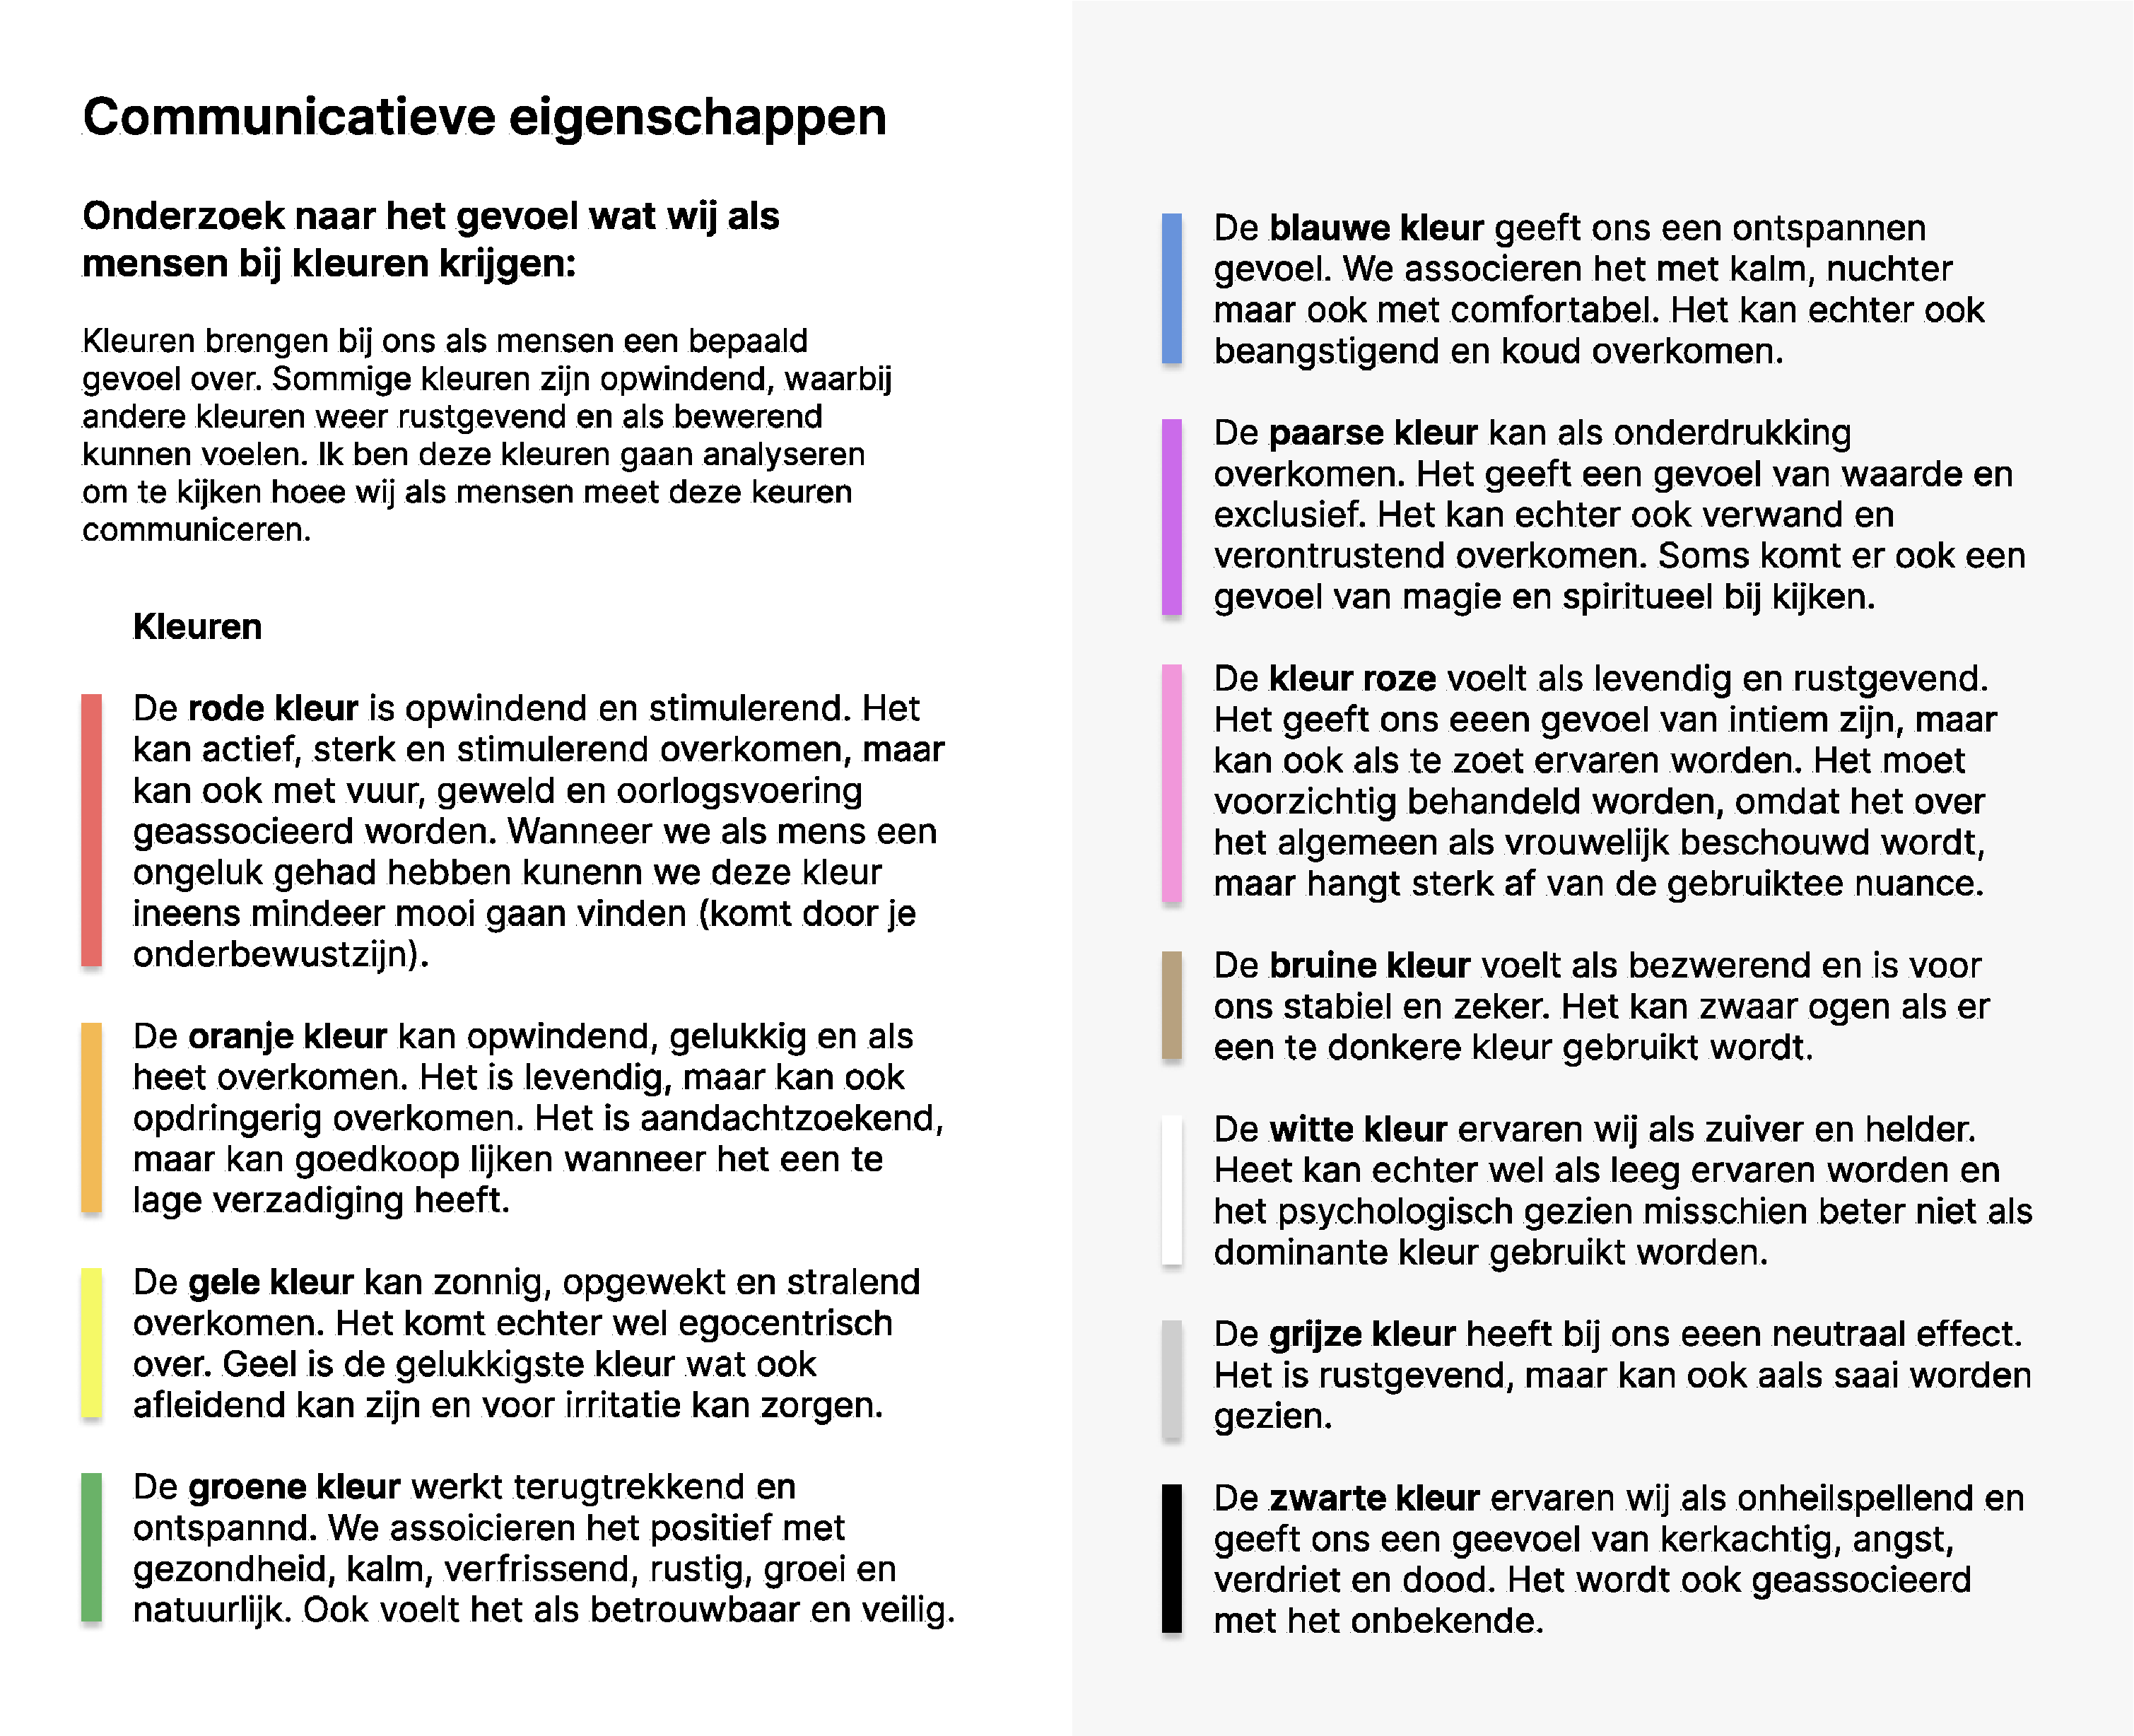 Communicatieve eigenschappen
Onderzoek naar het gevoel wat wij als
mensen bij kleuren krijgen:
Kleuren brengen bij ons als mensen een bepaald
gevoel over. Sommige kleuren zijn opwindend, waarbij
andere kleuren weer rustgevend en als bewerend
kunnen voelen. Ik ben deze kleuren gaan analyseren
om te kijken hoee wij als mensen meet deze keuren
communiceren.
Kleuren
De rode kleur is opwindend en stimulerend. Het
kan actief, sterk en stimulerend overkomen, maar
kan ook met vuur, geweld en oorlogsvoering
geassocieerd worden. Wanneer we als mens een
ongeluk gehad hebben kunenn we deze kleur
ineens mindeer mooi gaan vinden (komt door je
onderbewustzijn).
De oranje kleur kan opwindend, gelukkig en als
heet overkomen. Het is levendig, maar kan ook
opdringerig overkomen. Het is aandachtzoekend,
maar kan goedkoop lijken wanneer het een te
lage verzadiging heeft.
De gele kleur kan zonnig, opgewekt en stralend
overkomen. Het komt echter wel egocentrisch
over. Geel is de gelukkigste kleur wat ook
afleidend kan zijn en voor irritatie kan zorgen.
De groene kleur werkt terugtrekkend en
ontspannd. We assoicieren het positief met
gezondheid, kalm, verfrissend, rustig, groei en
natuurlijk. Ook voelt het als betrouwbaar en veilig.
De blauwe kleur geeft ons een ontspannen
gevoel. We associeren het met kalm, nuchter
maar ook met comfortabel. Het kan echter ook
beangstigend en koud overkomen.
De paarse kleur kan als onderdrukking
overkomen. Het geeft een gevoel van waarde en
exclusief. Het kan echter ook verwand en
verontrustend overkomen. Soms komt er ook een
gevoel van magie en spiritueel bij kijken.
De kleur roze voelt als levendig en rustgevend.
Het geeft ons eeen gevoel van intiem zijn, maar
kan ook als te zoet ervaren worden. Het moet
voorzichtig behandeld worden, omdat het over
het algemeen als vrouwelijk beschouwd wordt,
maar hangt sterk af van de gebruiktee nuance.
De bruine kleur voelt als bezwerend en is voor
ons stabiel en zeker. Het kan zwaar ogen als er
een te donkere kleur gebruikt wordt.
De witte kleur ervaren wij als zuiver en helder.
Heet kan echter wel als leeg ervaren worden en
het psychologisch gezien misschien beter niet als
dominante kleur gebruikt worden.
De grijze kleur heeft bij ons eeen neutraal effect.
Het is rustgevend, maar kan ook aals saai worden
gezien.
De zwarte kleur ervaren wij als onheilspellend en
geeft ons een geevoel van kerkachtig, angst,
verdriet en dood. Het wordt ook geassocieerd
met het onbekende.